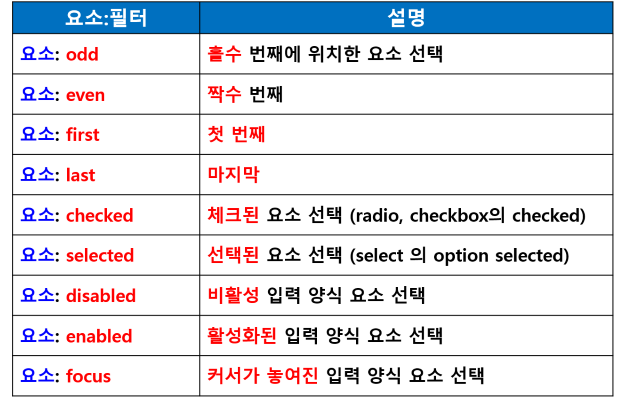 요소:필터 설명
요소: odd 홀수 번째에 위치한 요소 선택
요소: even 짝수 번째
요소: first 첫 번째
요소: last 마지막
요소: checked 체크된 요소 선택 (radio, checkbox의 checked)
요소: selected 선택된 요소 선택 (select 의 option selected)
요소: disabled 비활성 입력 양식 요소 선택
요소: enabled 활성화된 입력 양식 요소 선택
요소: focus 커서가 놓여진 입력 양식 요소 선택